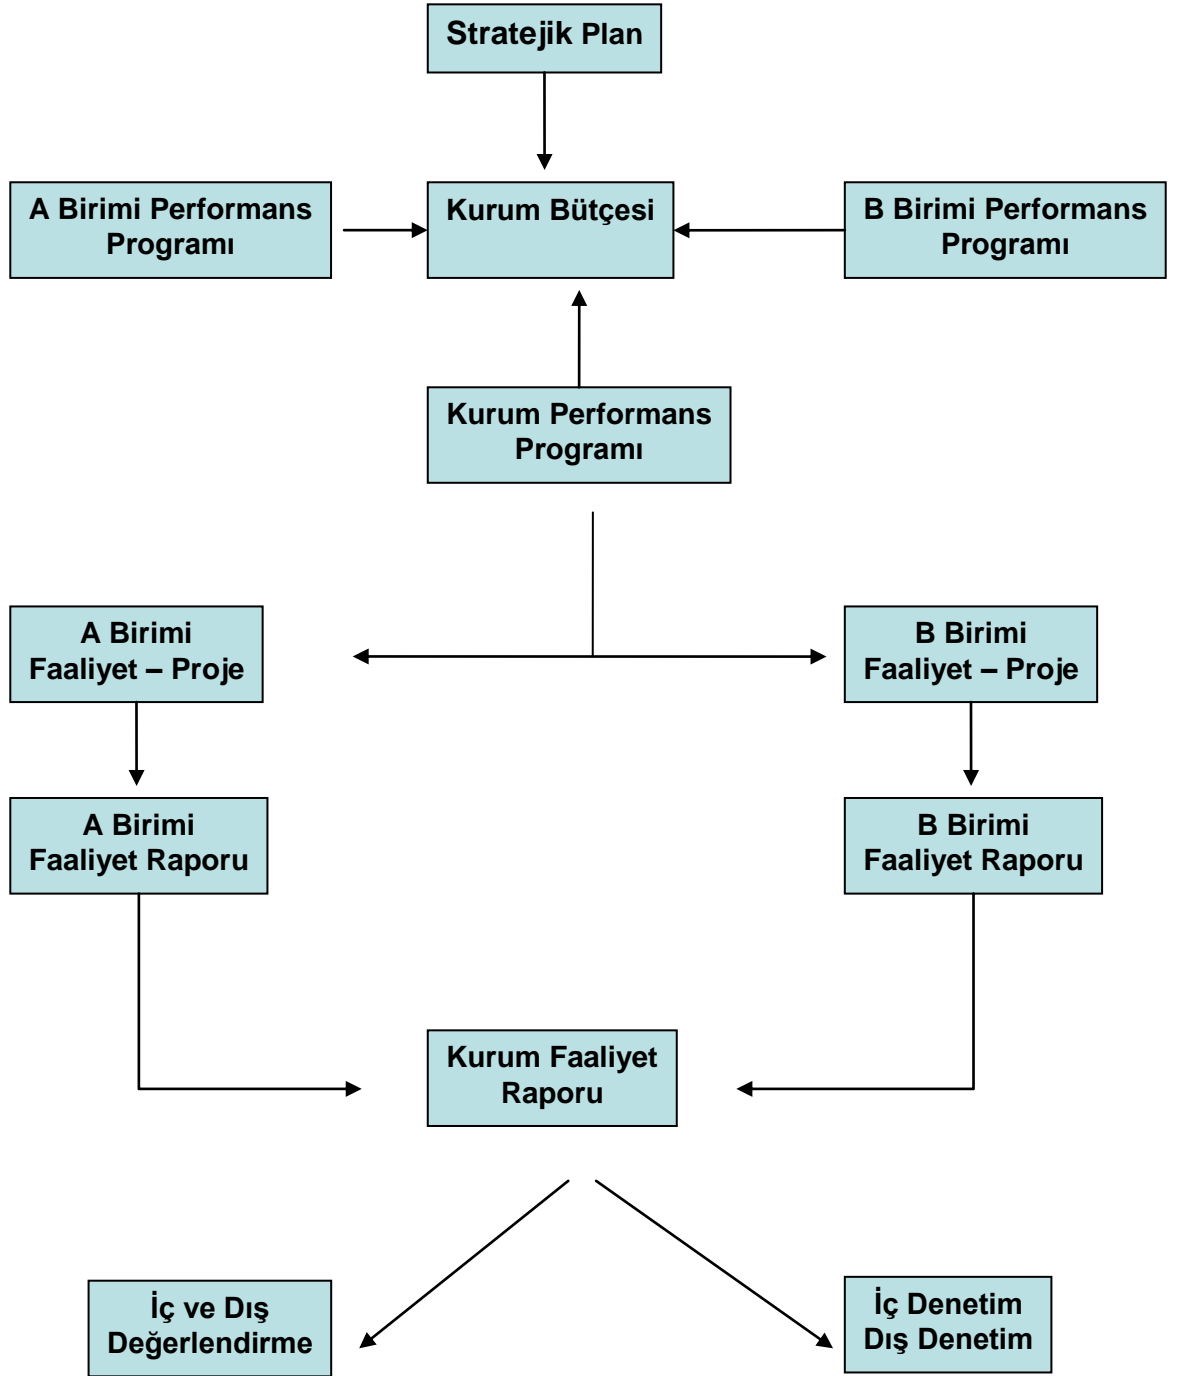 Stratejik Plan
A Birimi Performans
Programı
Kurum Bütçesi
B Birimi Performans
Programı
Kurum Performans
Programı
A Birimi
Faaliyet – Proje
B Birimi
Faaliyet – Proje
A Birimi
Faaliyet Raporu
B Birimi
Faaliyet Raporu
Kurum Faaliyet
Raporu
İç ve Dış
Değerlendirme
İç Denetim
Dış Denetim